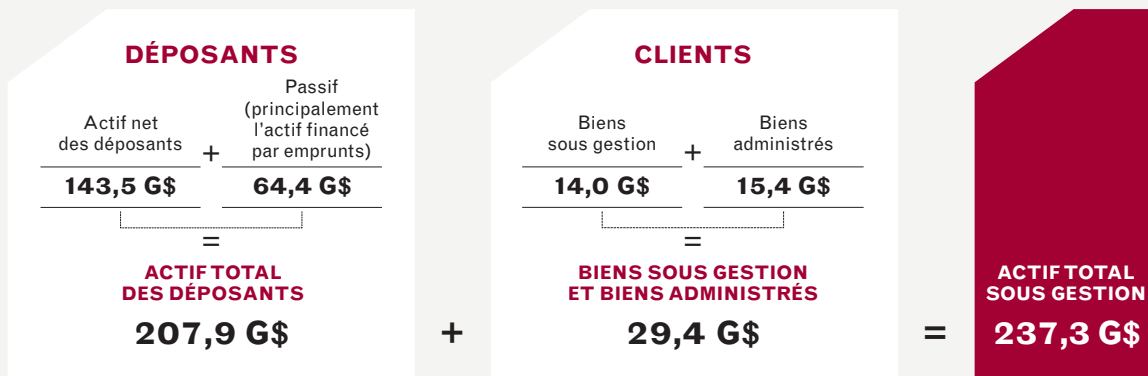 DÉPOSANTS
Actif net
des déposants
+
Passif
(principalement
l'actif financé
par emprunts)
143,5 G$
64,4 G$
=
ACTIF TOTAL
DES DÉPOSANTS
207,9 G$
+
CLIENTS
Biens
sous gestion
+
Biens
administrés
14,0 G$
15,4 G$
=
BIENS SOUS GESTION
ET BIENS ADMINISTRÉS
29,4 G$
=
ACTIF TOTAL
SOUS GESTION
237,3 G$